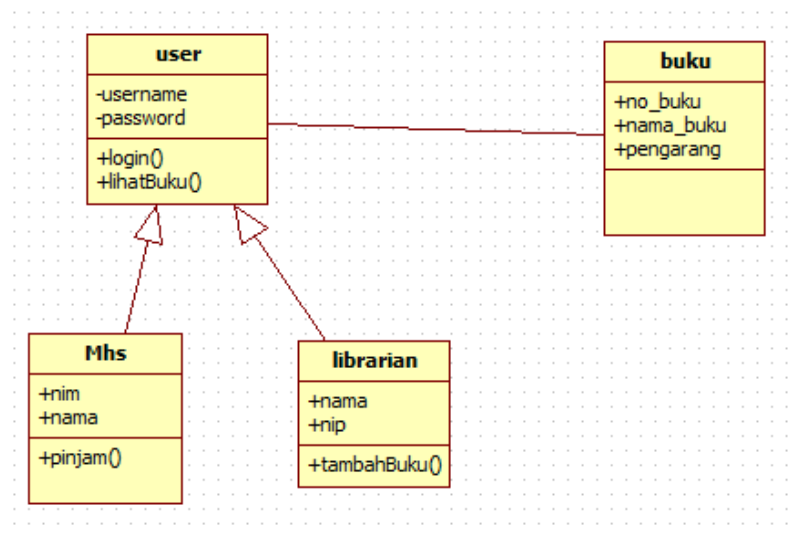 user
-username
-password
+login()
+lihatBuku()
buku
+no_buku
+nama_buku
+pengarang
Mhs
+nim
+nama
+pinjam()
librarian
+nama
+nip
+tambahBuku()